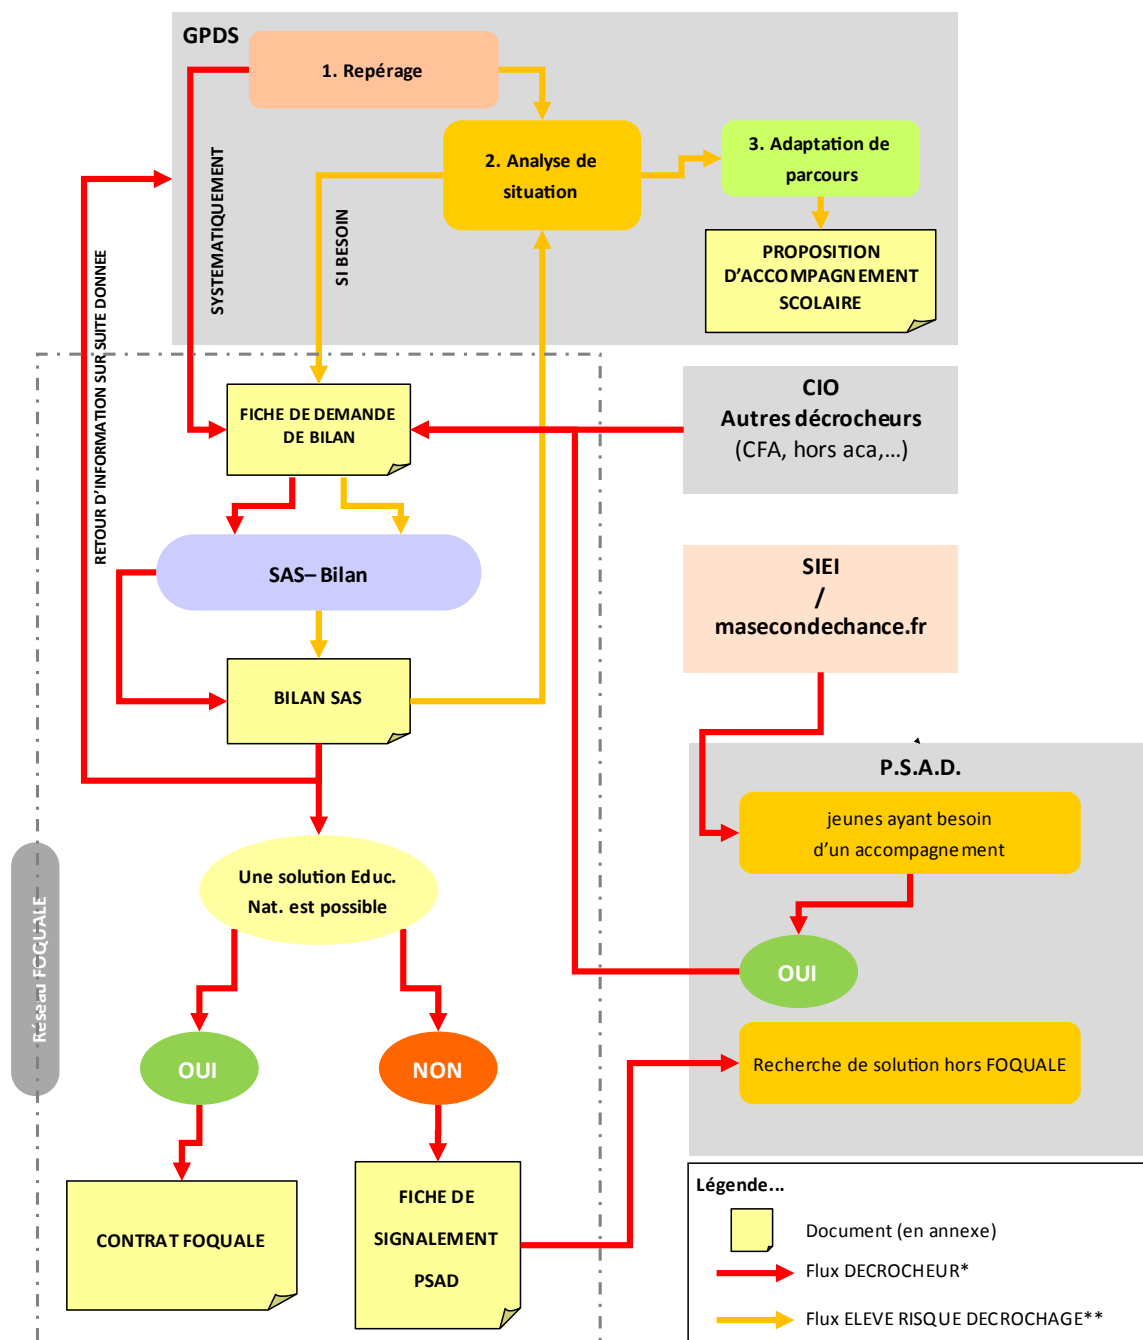 GPDS
1. Repérage
2. Analyse de
situation
3. Adaptation de
parcours
PROPOSITION
D’ACCOMPAGNEMENT
SCOLAIRE
SYSTEMATIQUEMENT
SI BESOIN
RETOUR D’INFORMATION SUR SUITE DONNEE
FICHE DE DEMANDE
DE BILAN
CIO
Autres décrocheurs
(CFA, hors aca,...)
SAS– Bilan
SIEI
/
masecondechance.fr
BILAN SAS
P.S.A.D.
jeunes ayant besoin
d’un accompagnement
Une solution Educ.
Nat. est possible
OUI
Réseau FOQUALE
OUI
NON
Recherche de solution hors FOQUALE
CONTRAT FOQUALE
FICHE DE
SIGNALEMENT
PSAD
Légende...
Document (en annexe)
Flux DECROCHEUR*
Flux ELEVE RISQUE DECROCHAGE**